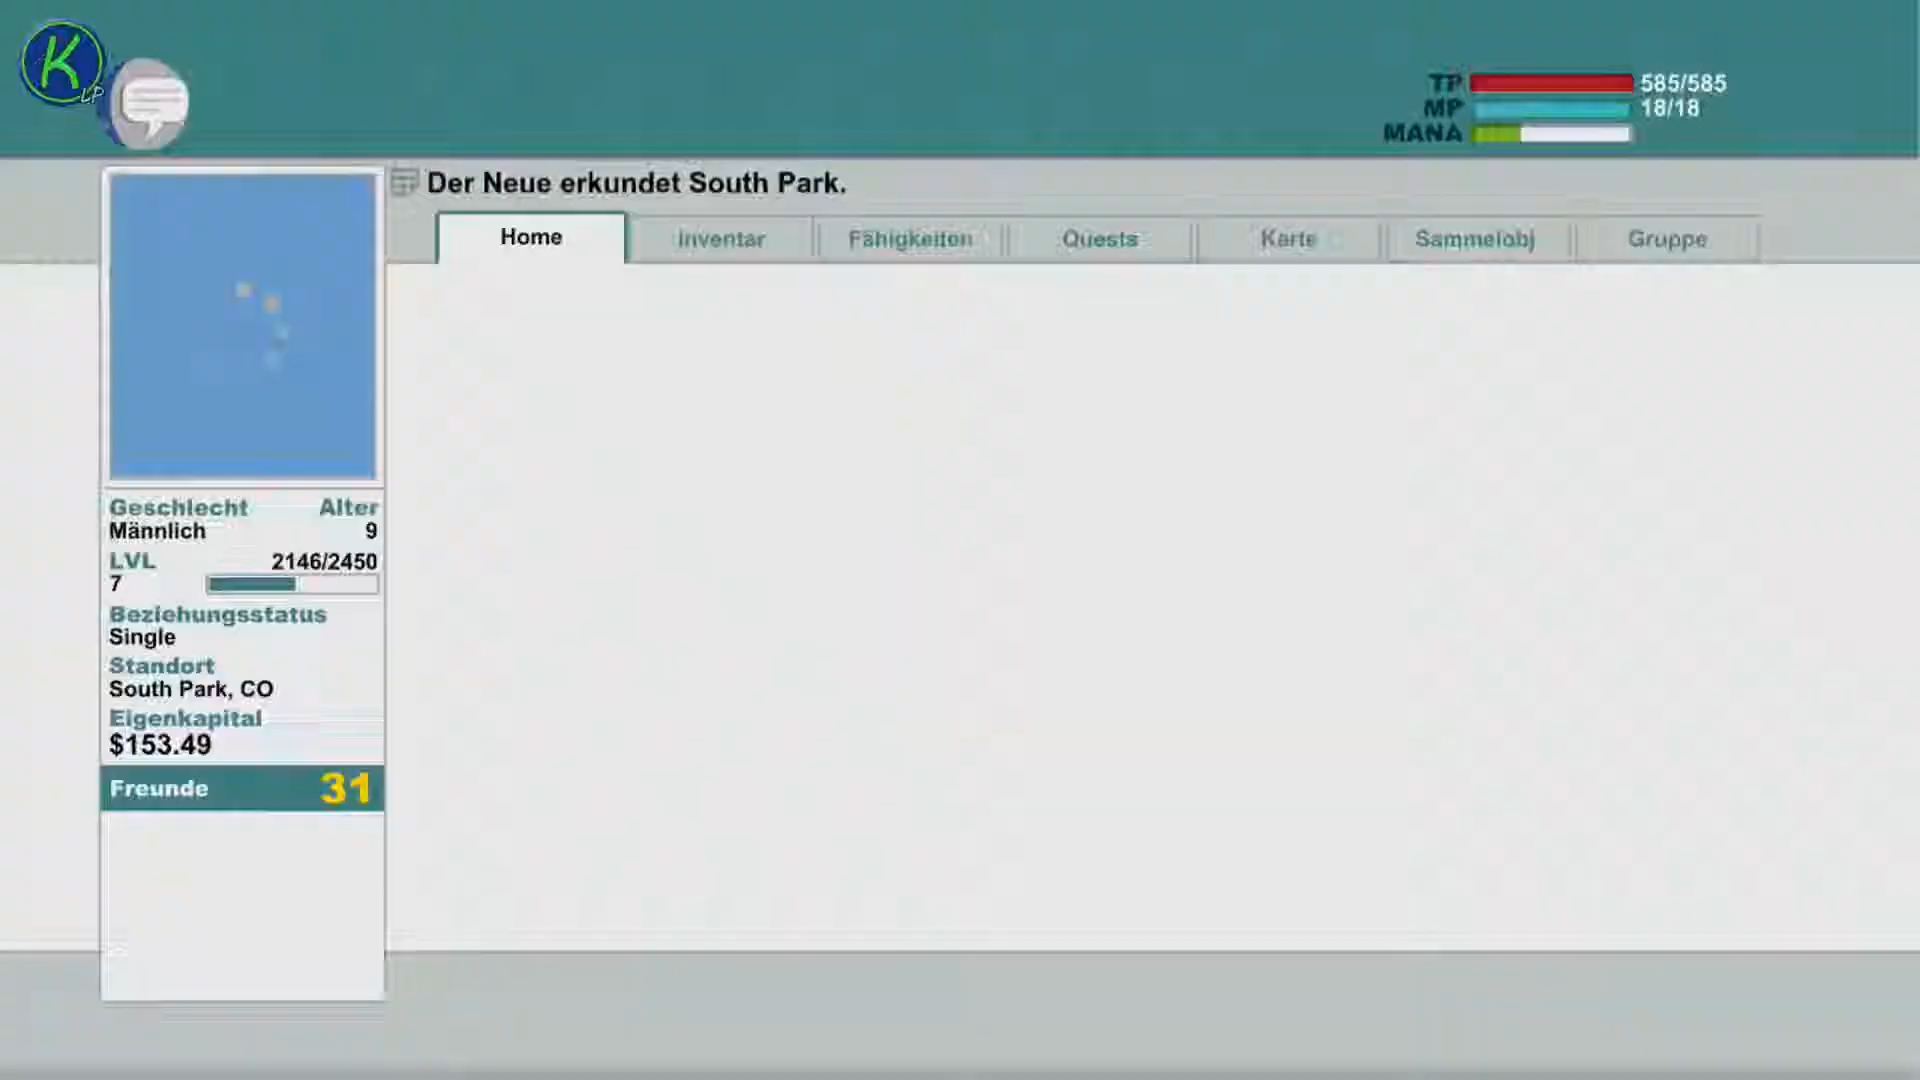 K
LP
TP 585/585
MP 18/18
MANA
Der Neue erkundet South Park.
Home Inventar Fähigkeiten Quests Karte Sammelobj Gruppe
Geschlecht Alter
Männlich 9
LVL 2146/2450
7
Beziehungsstatus
Single
Standort
South Park, CO
Eigenkapital
$153.49
Freunde 31